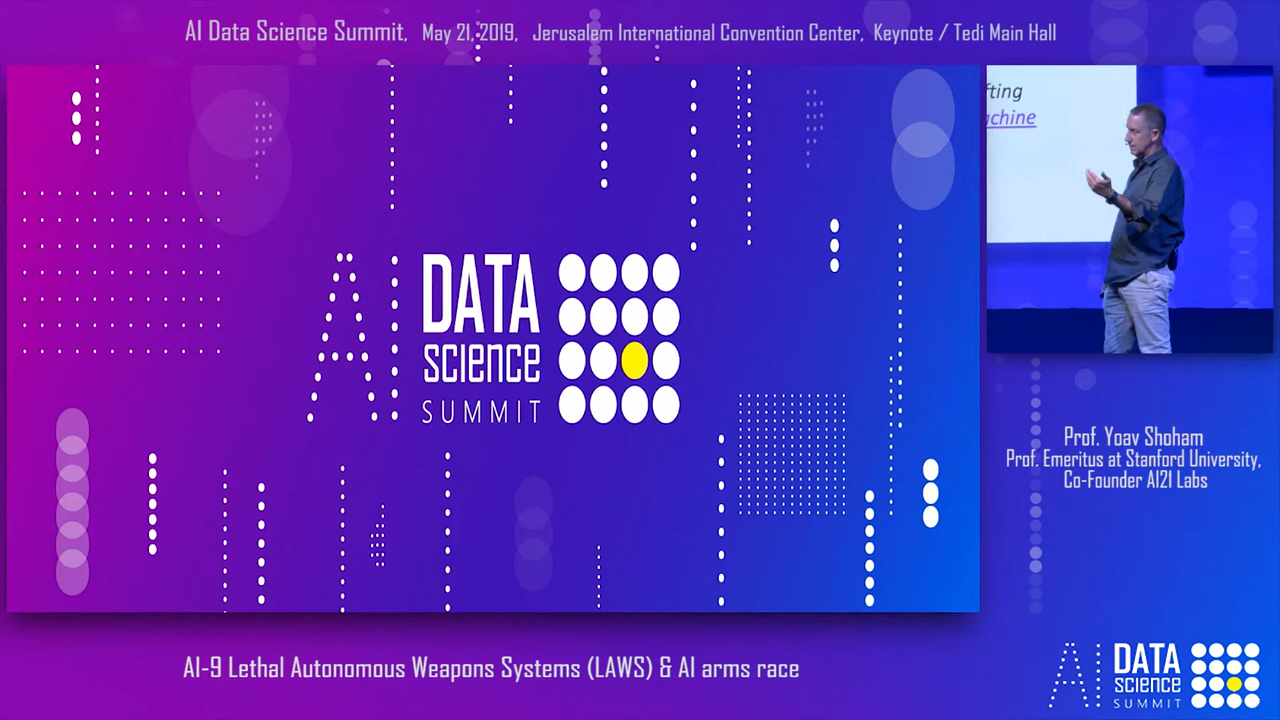 AI Data Science Summit, May 21, 2019, Jerusalem International Convention Center, Keynote / Tedi Main Hall
fting
achine
AI DATA
science
SUMMIT
Prof. Yoav Shoham
Prof. Emeritus at Stanford University,
Co-Founder AI21 Labs
AI-9 Lethal Autonomous Weapons Systems (LAWS) & AI arms race
AI DATA
science
SUMMIT